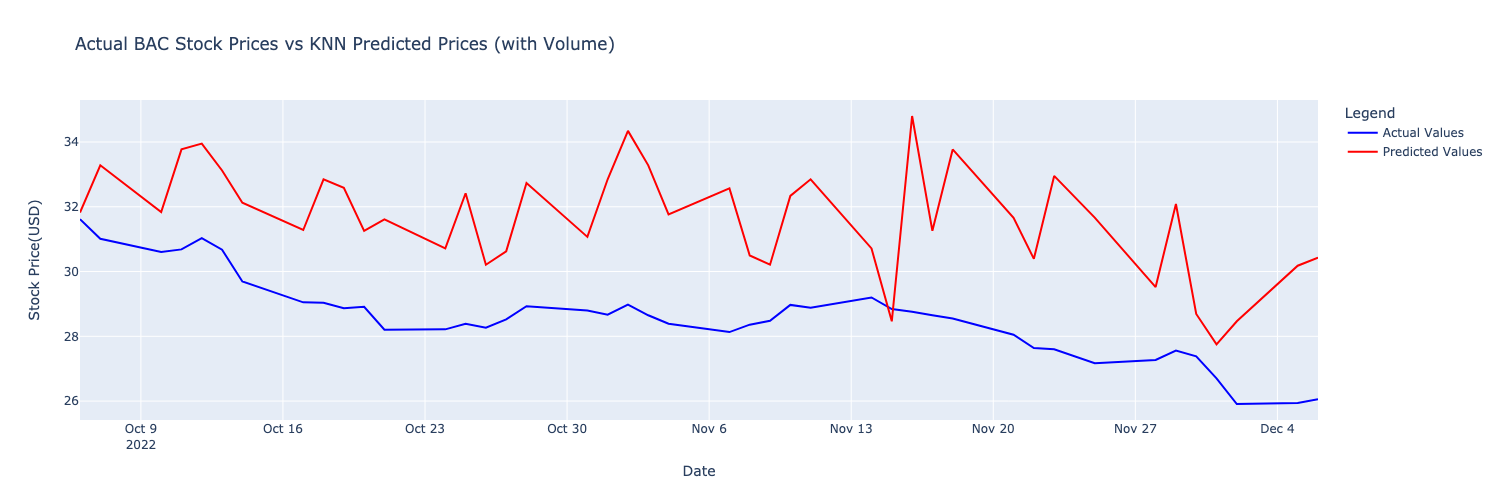 Actual BAC Stock Prices vs KNN Predicted Prices (with Volume)
Legend
Actual Values
Predicted Values
Stock Price(USD)
34
32
30
28
26
Oct 9 Oct 16 Oct 23 Oct 30 Nov 6 Nov 13 Nov 20 Nov 27 Dec 4
2022
Date